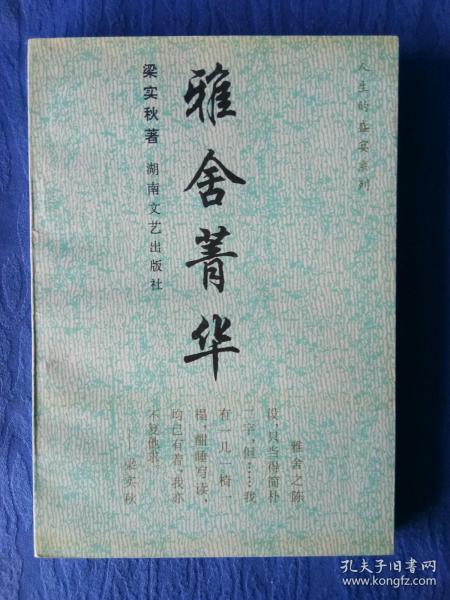 人生的盛宴系列
雅舍菁华
梁实秋著 湖南文艺出版社
雅舍之陈
设，只当得简朴
二字，但……我
有一几一椅一
榻，酣睡写读，
均已有着，我亦
不复他求。
——梁实秋
孔夫子旧书网
www.kongfz.com